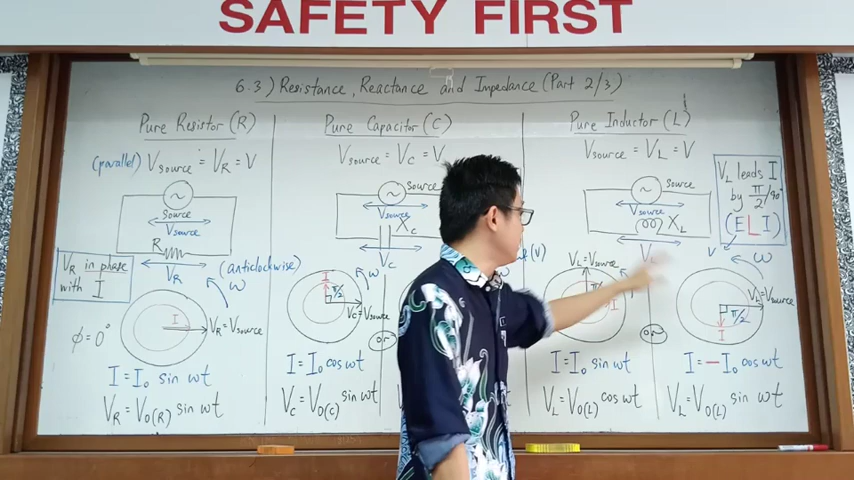 SAFETY FIRST
6.3) Resistance, Reactance and Impedance (Part 2/3)
Pure Resistor (R)
(parallel) Vsource = VR = V
source
Vsource
R
VR
VR in phase
with I
(anticlockwise)
ω
I
VR = Vsource
ϕ = 0°
I = I₀ sin ωt
VR = V₀(R) sin ωt
Pure Capacitor (C)
Vsource = VC = V
source
Vsource
XC
VC
ω
I
π/2
VC = Vsource
or
I = I₀ cos ωt
VC = V₀(C) sin ωt
Pure Inductor (L)
Vsource = VL = V
source
Vsource
XL
VL
VL leads I
by π/2 / 90°
(ELI)
V
ω
VL = Vsource
I
or
VL = Vsource
π/2
I
I = I₀ sin ωt
VL = V₀(L) cos ωt
I = − I₀ cos ωt
VL = V₀(L) sin ωt